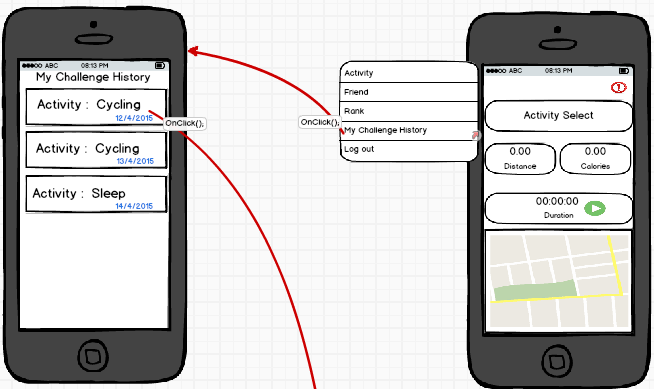 ABC 08:13 PM
My Challenge History
Activity : Cycling
12/4/2015
OnClick();
Activity : Cycling
13/4/2015
Activity : Sleep
14/4/2015
Activity
Friend
Rank
OnClick();
My Challenge History
Log out
ABC 08:13 PM
1
Activity Select
0.00
Distance
0.00
Calories
00:00:00
Duration